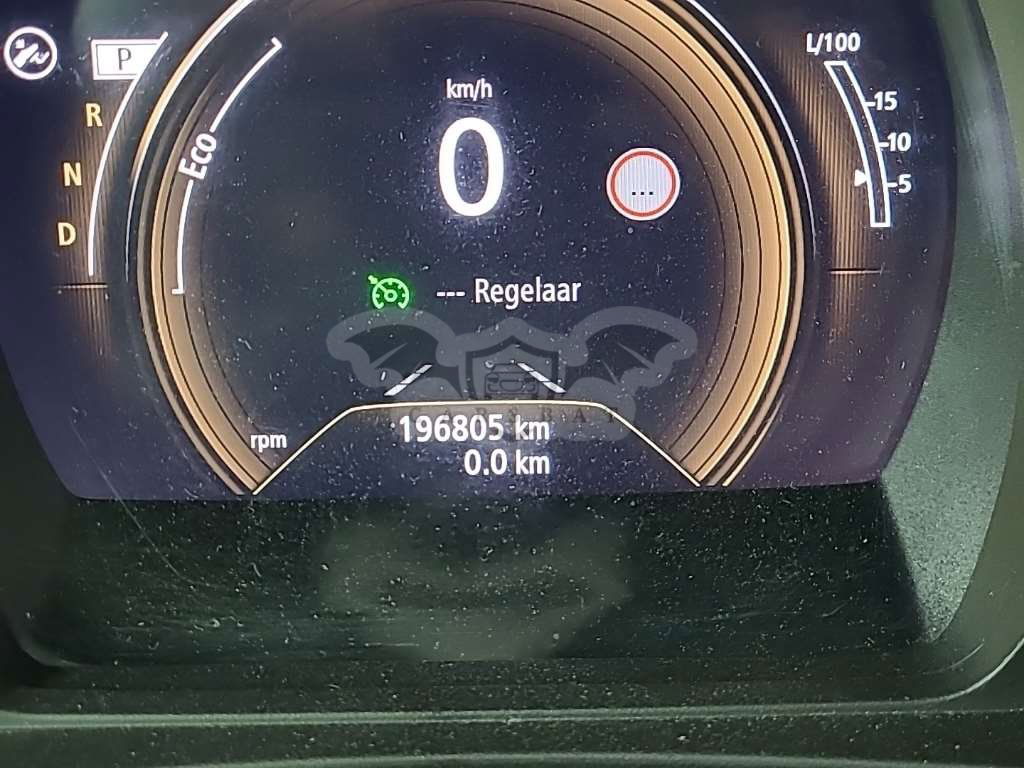 P
R
N
D
Eco
km/h
0
...
L/100
15
10
5
--- Regelaar
rpm
196805 km
0.0 km